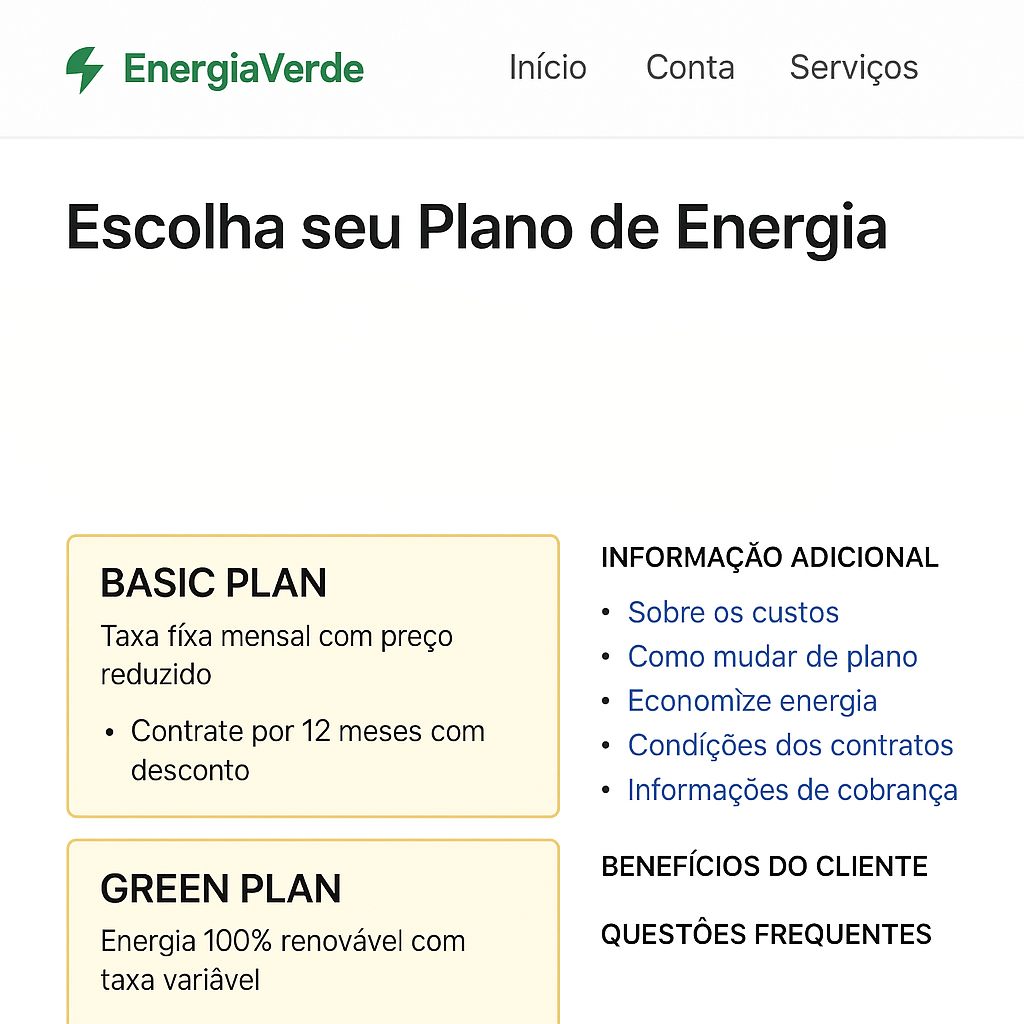 EnergiaVerde
Início
Conta
Serviços
Escolha seu Plano de Energia
BASIC PLAN
Taxa fíxa mensal com preço
reduzido
• Contrate por 12 meses com
desconto
GREEN PLAN
Energia 100% renovável com
taxa variâvel
INFORMAÇÃO ADICIONAL
• Sobre os custos
• Como mudar de plano
• Economìze energia
• Condíções dos contratos
• Informações de cobrança
BENEFÍCIOS DO CLIENTE
QUESTÔES FREQUENTES